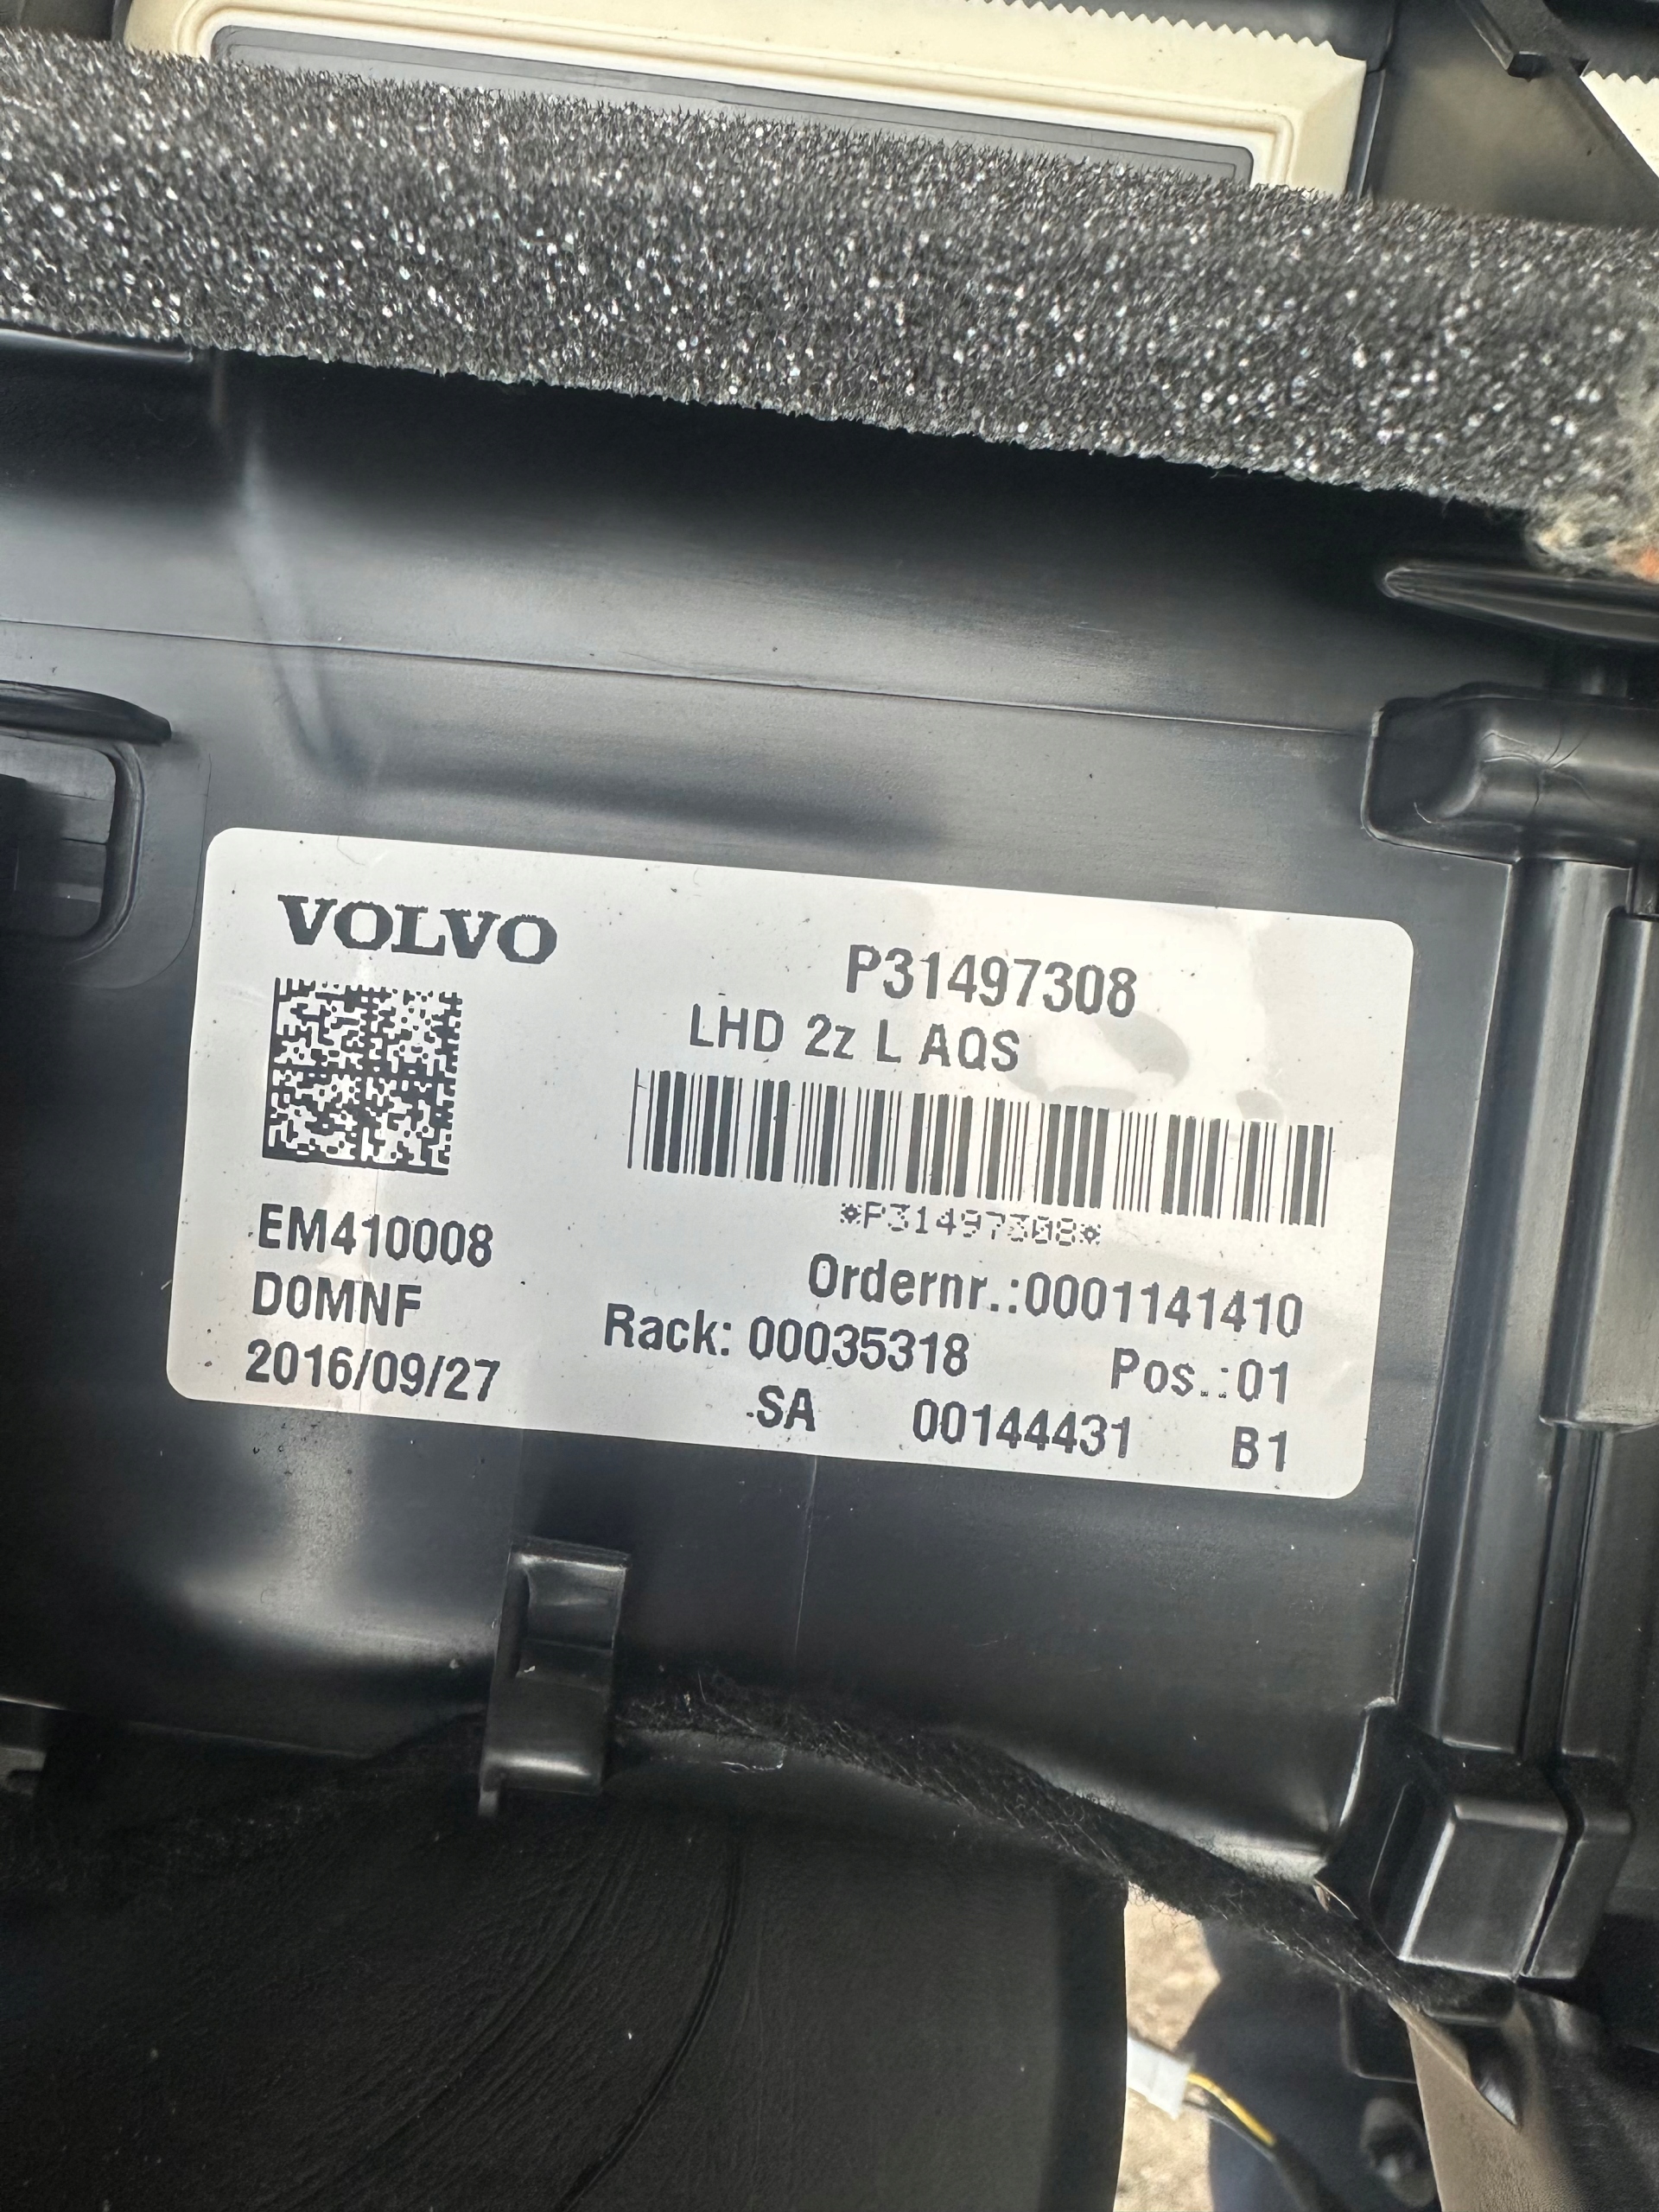 VOLVO
P31497308
LHD 2z L AQS
*P31497308*
EM410008
Ordernr.:0001141410
D0MNF
Rack: 00035318 Pos.:01
2016/09/27
SA 00144431 B1